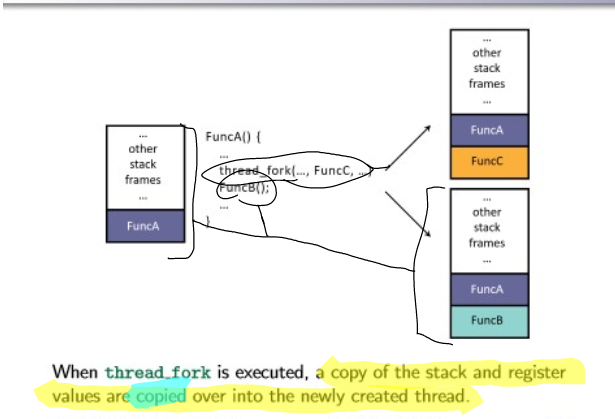 ...
other
stack
frames
...
FuncA
FuncC
...
other
stack
frames
...
FuncA
FuncA() {
...
thread_fork(..., FuncC, ...)
FuncB();
...
}
...
other
stack
frames
...
FuncA
FuncB
When thread_fork is executed, a copy of the stack and register
values are copied over into the newly created thread.